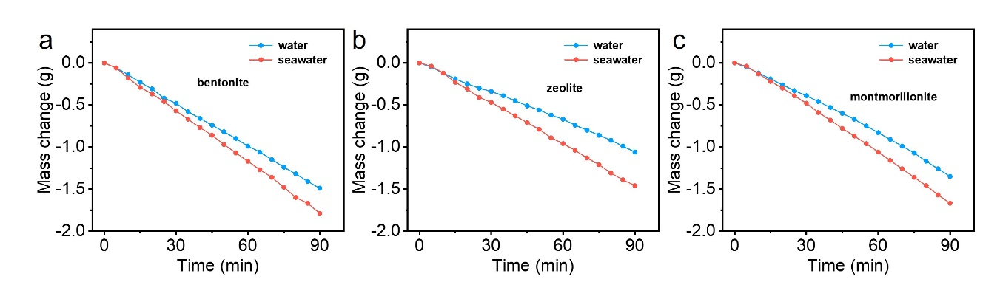 a
water
seawater
bentonite
0.0
-0.5
-1.0
-1.5
-2.0
Mass change (g)
0
30
60
90
Time (min)
b
water
seawater
zeolite
0.0
-0.5
-1.0
-1.5
-2.0
Mass change (g)
0
30
60
90
Time (min)
c
water
seawater
montmorillonite
0.0
-0.5
-1.0
-1.5
-2.0
Mass change (g)
0
30
60
90
Time (min)